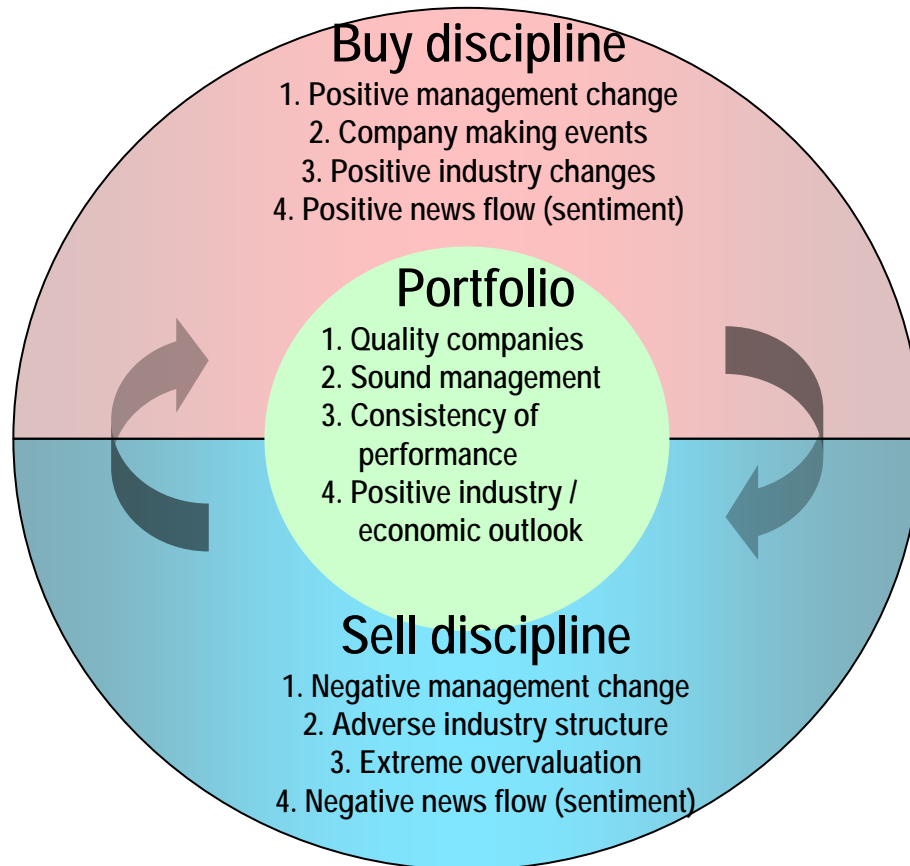 Buy discipline
1. Positive management change
2. Company making events
3. Positive industry changes
4. Positive news flow (sentiment)
Portfolio
1. Quality companies
2. Sound management
3. Consistency of
performance
4. Positive industry /
economic outlook
Sell discipline
1. Negative management change
2. Adverse industry structure
3. Extreme overvaluation
4. Negative news flow (sentiment)